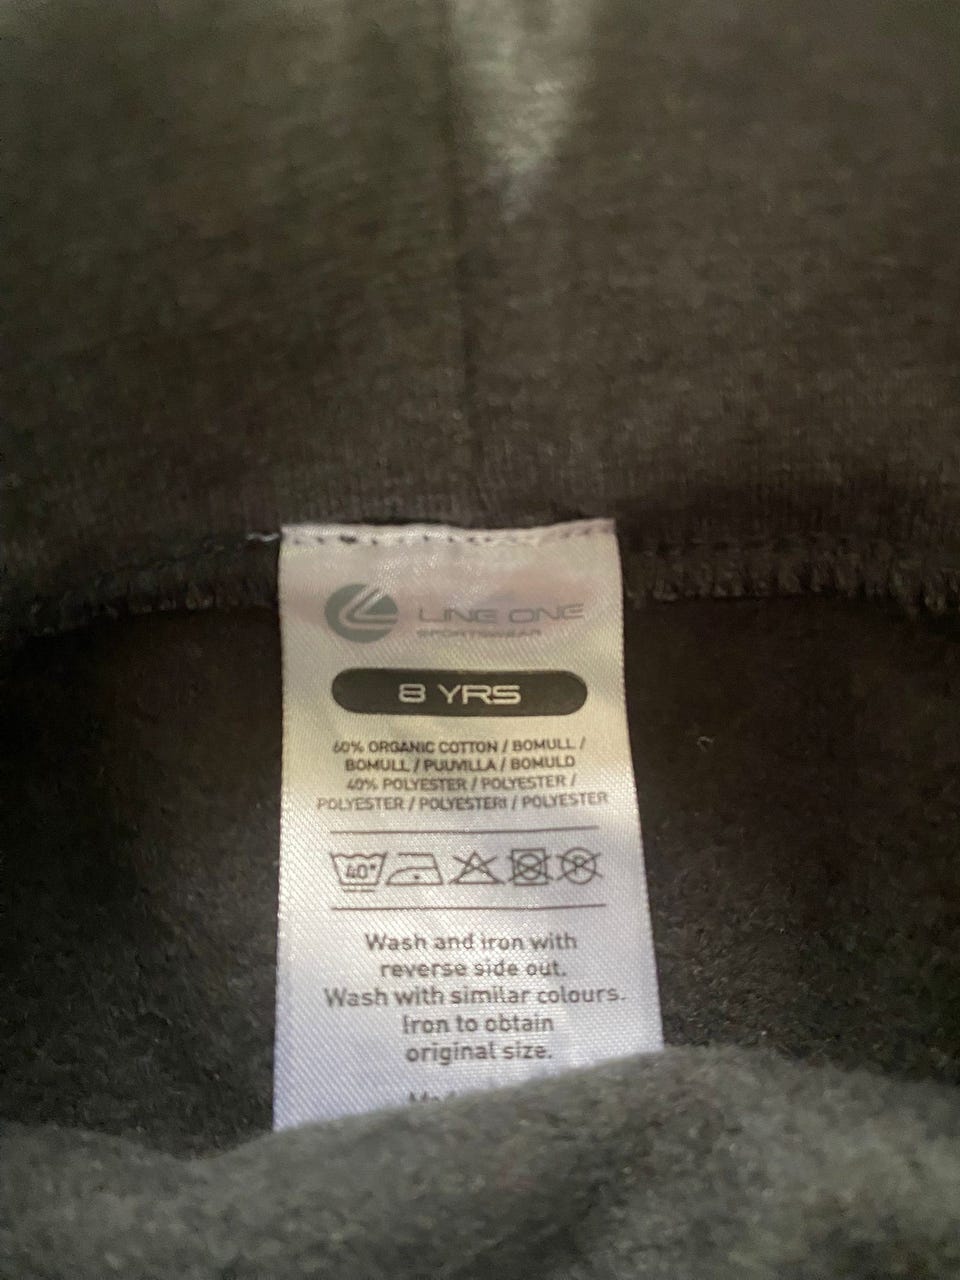 LINE ONE
SPORTSWEAR
8 YRS
60% ORGANIC COTTON / BOMULL /
BOMULL / PUUVILLA / BOMULD
40% POLYESTER / POLYESTER /
POLYESTER / POLYESTERI / POLYESTER
40°
P
Wash and iron with
reverse side out.
Wash with similar colours.
Iron to obtain
original size.